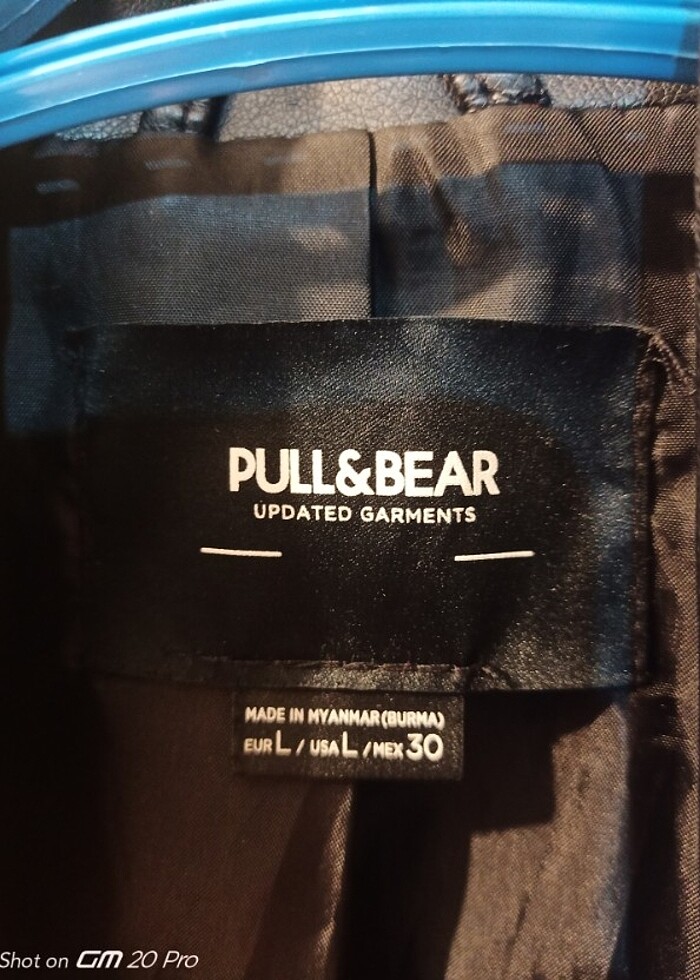 PULL&BEAR
UPDATED GARMENTS
MADE IN MYANMAR(BURMA)
EUR L / USA L / MEX 30
Shot on GM 20 Pro